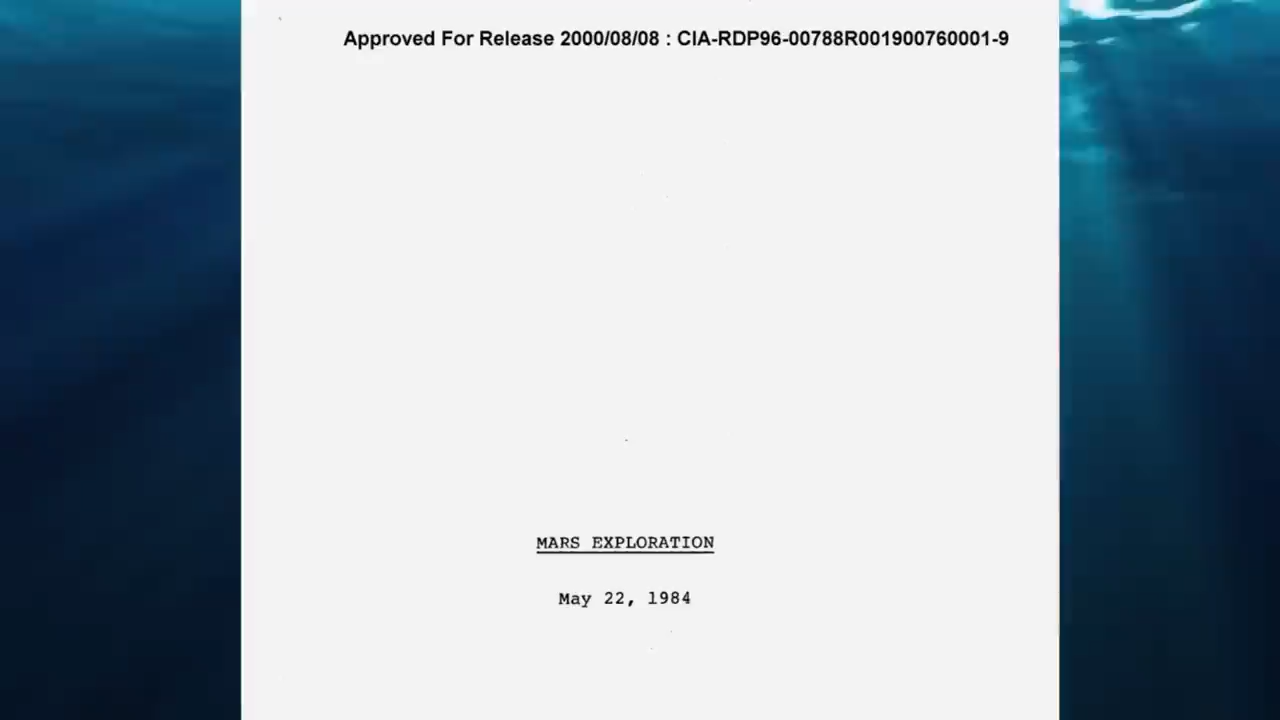 Approved For Release 2000/08/08 : CIA-RDP96-00788R001900760001-9
MARS EXPLORATION
May 22, 1984